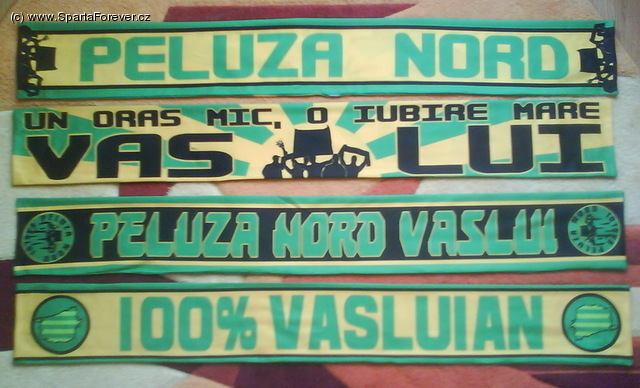 (c) www.SpartaForever.cz
PELUZA NORD
UN ORAS MIC, O IUBIRE MARE
VAS LUI
PELUZA NORD VASLUI
100% VASLUIAN